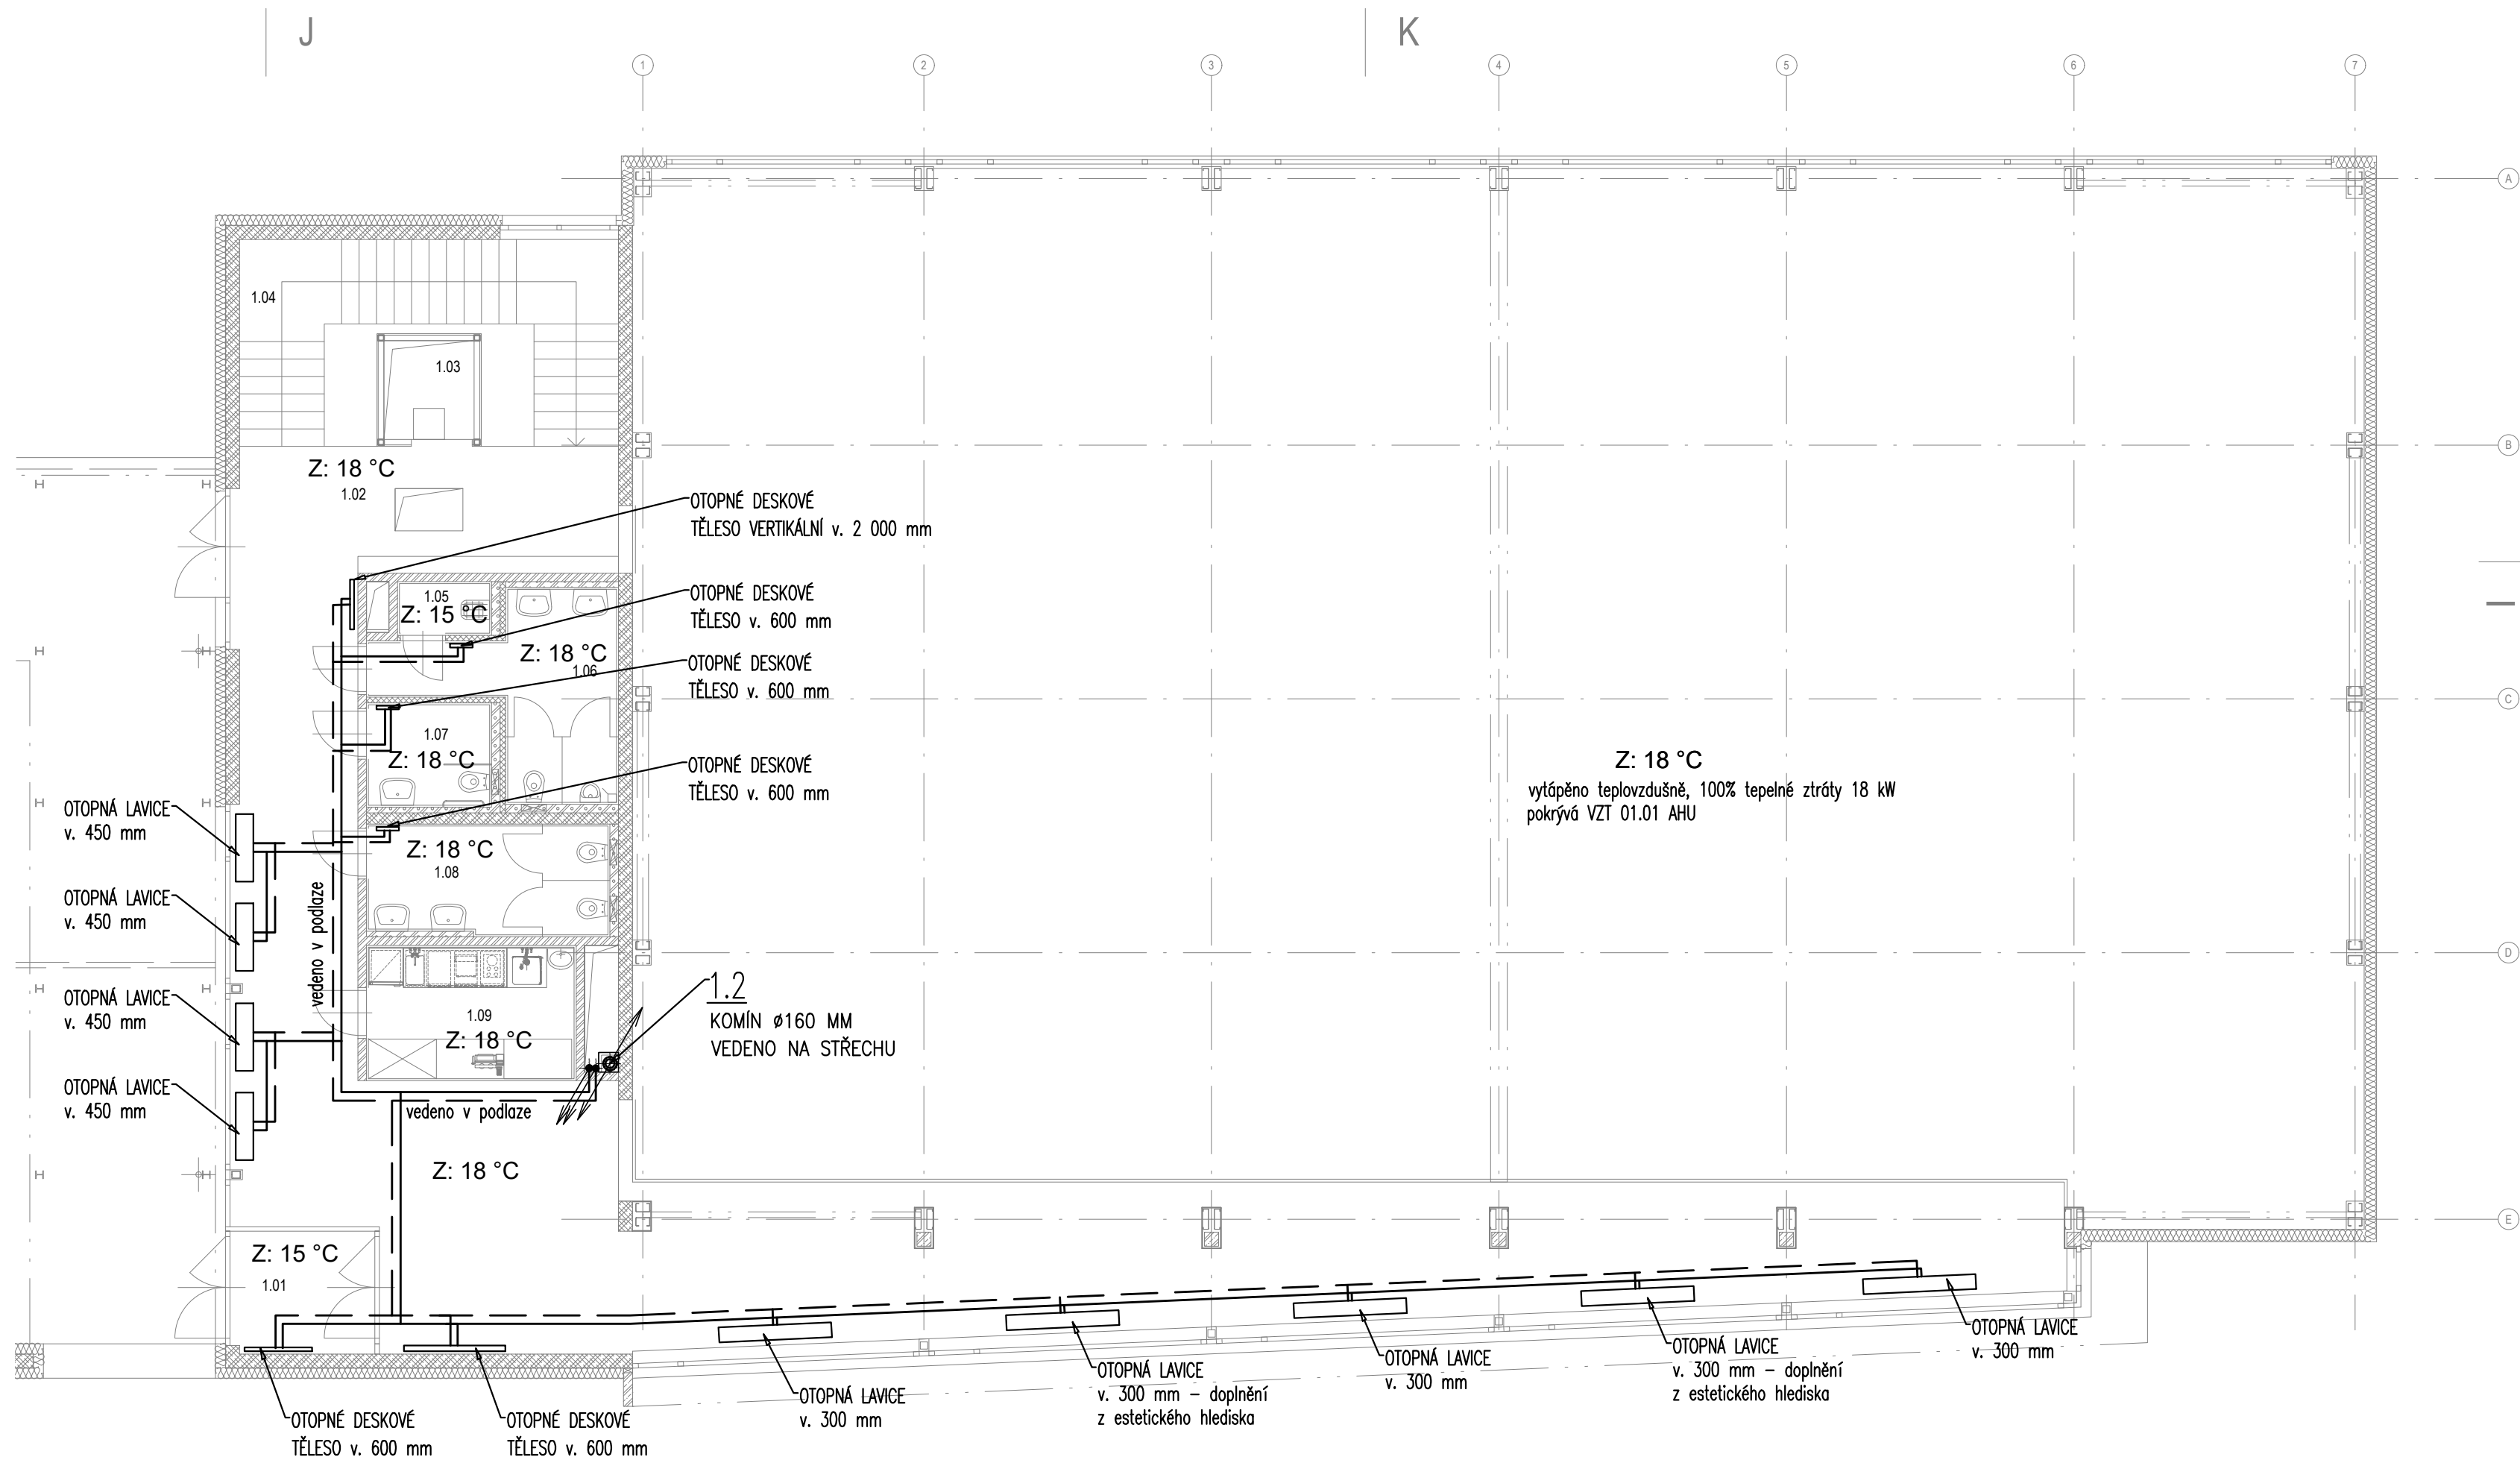 J
K
1
2
3
4
5
6
7
A
B
C
D
E
1.04
1.03
Z: 18 °C
1.02
OTOPNÉ DESKOVÉ
TĚLESO VERTIKÁLNÍ v. 2 000 mm
1.05
Z: 15 °C
OTOPNÉ DESKOVÉ
TĚLESO v. 600 mm
Z: 18 °C
1.06
OTOPNÉ DESKOVÉ
TĚLESO v. 600 mm
1.07
Z: 18 °C
OTOPNÉ DESKOVÉ
TĚLESO v. 600 mm
Z: 18 °C
vytápěno teplovzdušně, 100% tepelné ztráty 18 kW
pokrývá VZT 01.01 AHU
OTOPNÁ LAVICE
v. 450 mm
Z: 18 °C
1.08
OTOPNÁ LAVICE
v. 450 mm
vedeno v podlaze
OTOPNÁ LAVICE
v. 450 mm
1.09
Z: 18 °C
1.2
KOMÍN ø160 MM
VEDENO NA STŘECHU
OTOPNÁ LAVICE
v. 450 mm
vedeno v podlaze
Z: 18 °C
Z: 15 °C
1.01
OTOPNÉ DESKOVÉ
TĚLESO v. 600 mm
OTOPNÉ DESKOVÉ
TĚLESO v. 600 mm
OTOPNÁ LAVICE
v. 300 mm
OTOPNÁ LAVICE
v. 300 mm – doplnění
z estetického hlediska
OTOPNÁ LAVICE
v. 300 mm
OTOPNÁ LAVICE
v. 300 mm – doplnění
z estetického hlediska
OTOPNÁ LAVICE
v. 300 mm